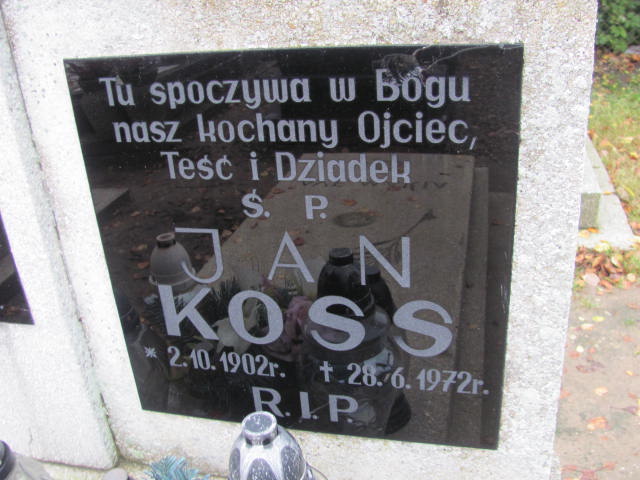 Tu spoczywa w Bogu
nasz kochany Ojciec,
Teść i Dziadek
Ś. P.
JAN
KOSS
* 2.10.1902r. † 28.6.1972r.
R.I.P.